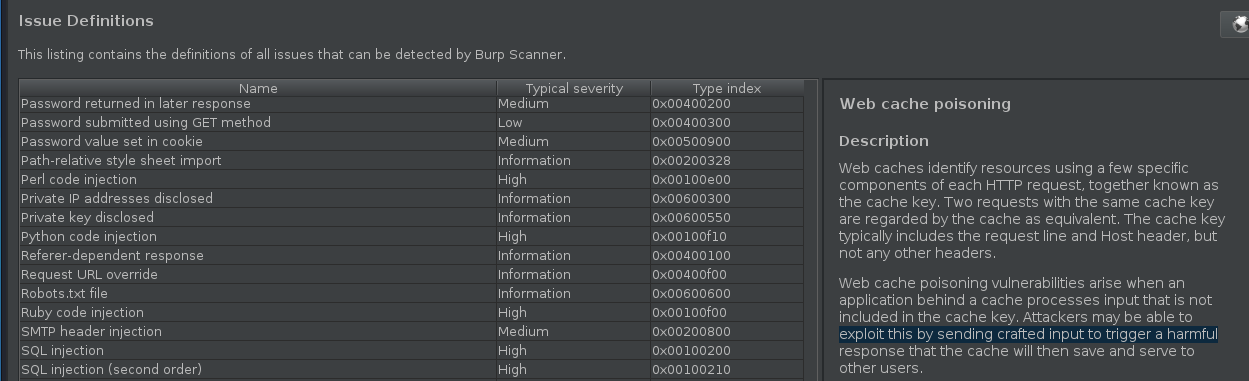 Issue Definitions
This listing contains the definitions of all issues that can be detected by Burp Scanner.
Name Typical severity Type index
Password returned in later response Medium 0x00400200
Password submitted using GET method Low 0x00400300
Password value set in cookie Medium 0x00500900
Path-relative style sheet import Information 0x00200328
Perl code injection High 0x00100e00
Private IP addresses disclosed Information 0x00600300
Private key disclosed Information 0x00600550
Python code injection High 0x00100f10
Referer-dependent response Information 0x00400100
Request URL override Information 0x00400f00
Robots.txt file Information 0x00600600
Ruby code injection High 0x00100f00
SMTP header injection Medium 0x00200800
SQL injection High 0x00100200
SQL injection (second order) High 0x00100210
Web cache poisoning
Description
Web caches identify resources using a few specific
components of each HTTP request, together known as
the cache key. Two requests with the same cache key
are regarded by the cache as equivalent. The cache key
typically includes the request line and Host header, but
not any other headers.
Web cache poisoning vulnerabilities arise when an
application behind a cache processes input that is not
included in the cache key. Attackers may be able to
exploit this by sending crafted input to trigger a harmful
response that the cache will then save and serve to
other users.